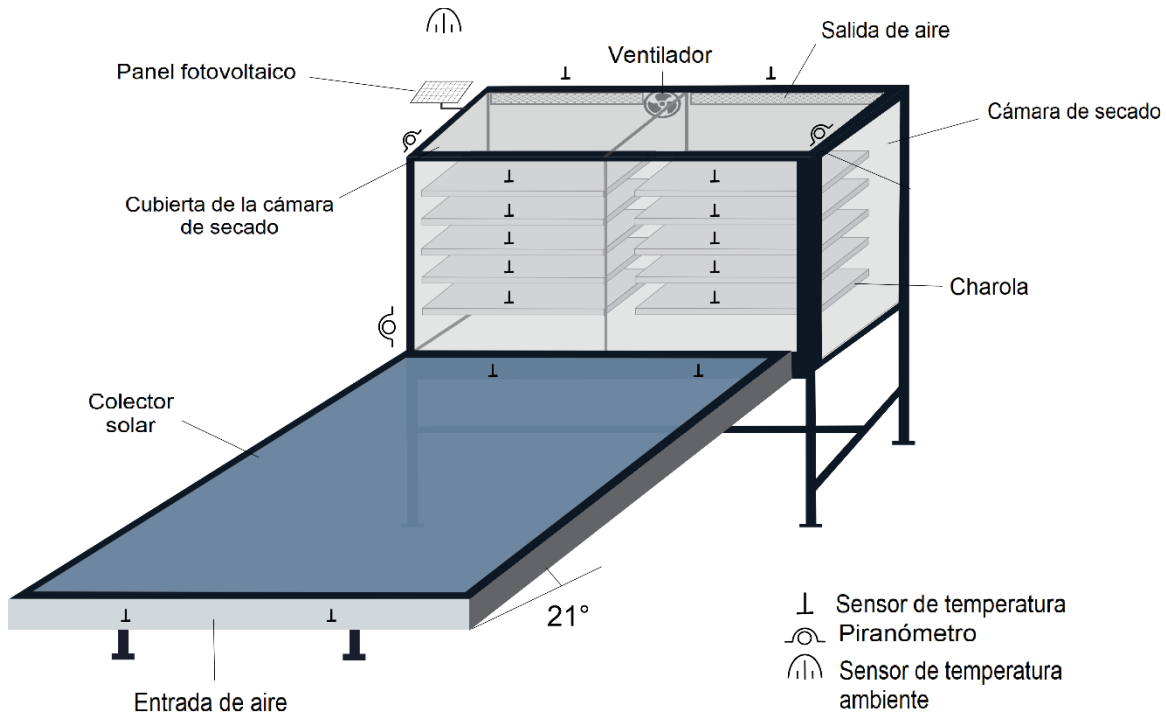 Salida de aire
Ventilador
Panel fotovoltaico
Cámara de secado
Cubierta de la cámara
de secado
Charola
Colector
solar
21°
Sensor de temperatura
Piranómetro
Sensor de temperatura
ambiente
Entrada de aire